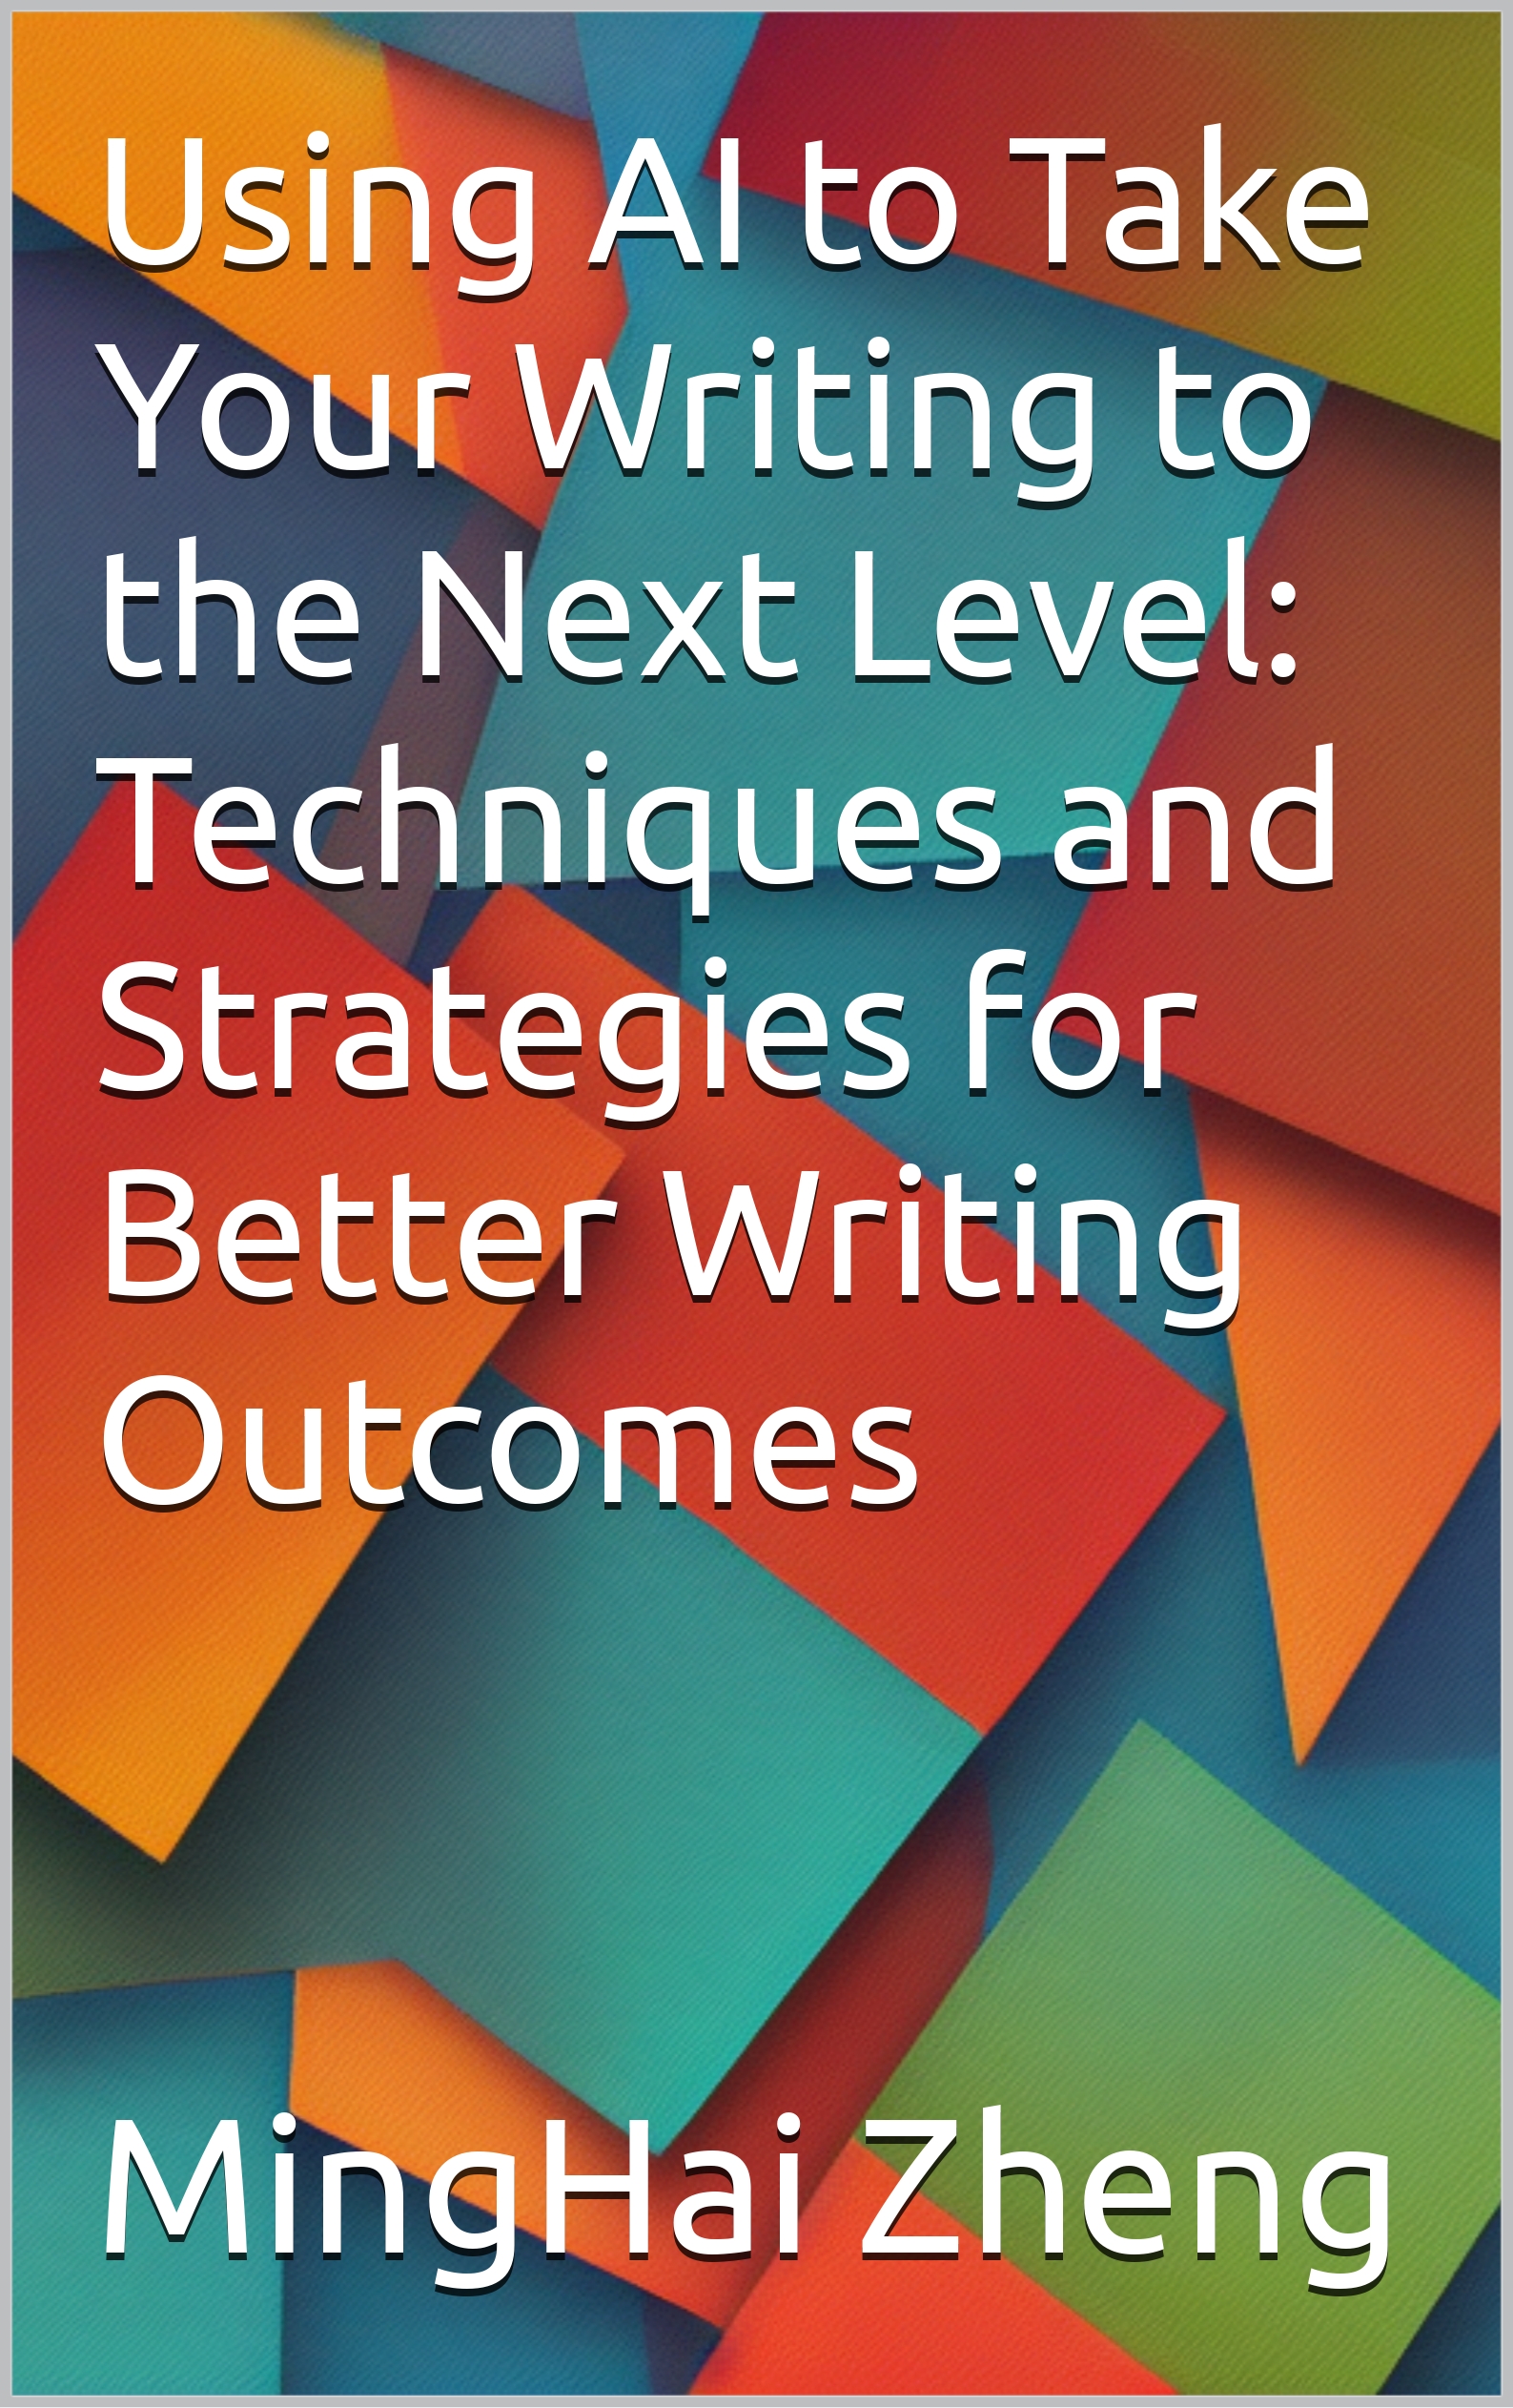 Using AI to Take
Your Writing to
the Next Level:
Techniques and
Strategies for
Better Writing
Outcomes
MingHai Zheng